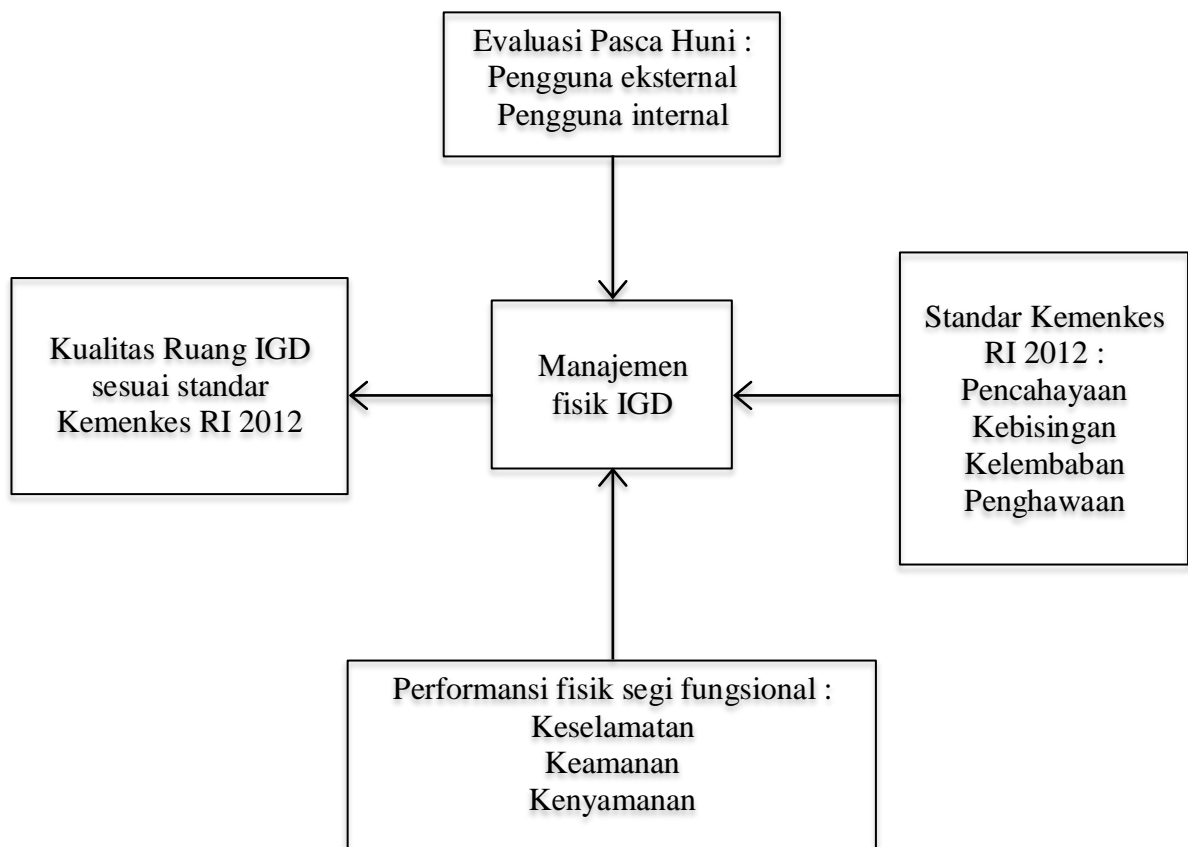 Evaluasi Pasca Huni :
Pengguna eksternal
Pengguna internal
Kualitas Ruang IGD
sesuai standar
Kemenkes RI 2012
Manajemen
fisik IGD
Standar Kemenkes
RI 2012 :
Pencahayaan
Kebisingan
Kelembaban
Penghawaan
Performansi fisik segi fungsional :
Keselamatan
Keamanan
Kenyamanan